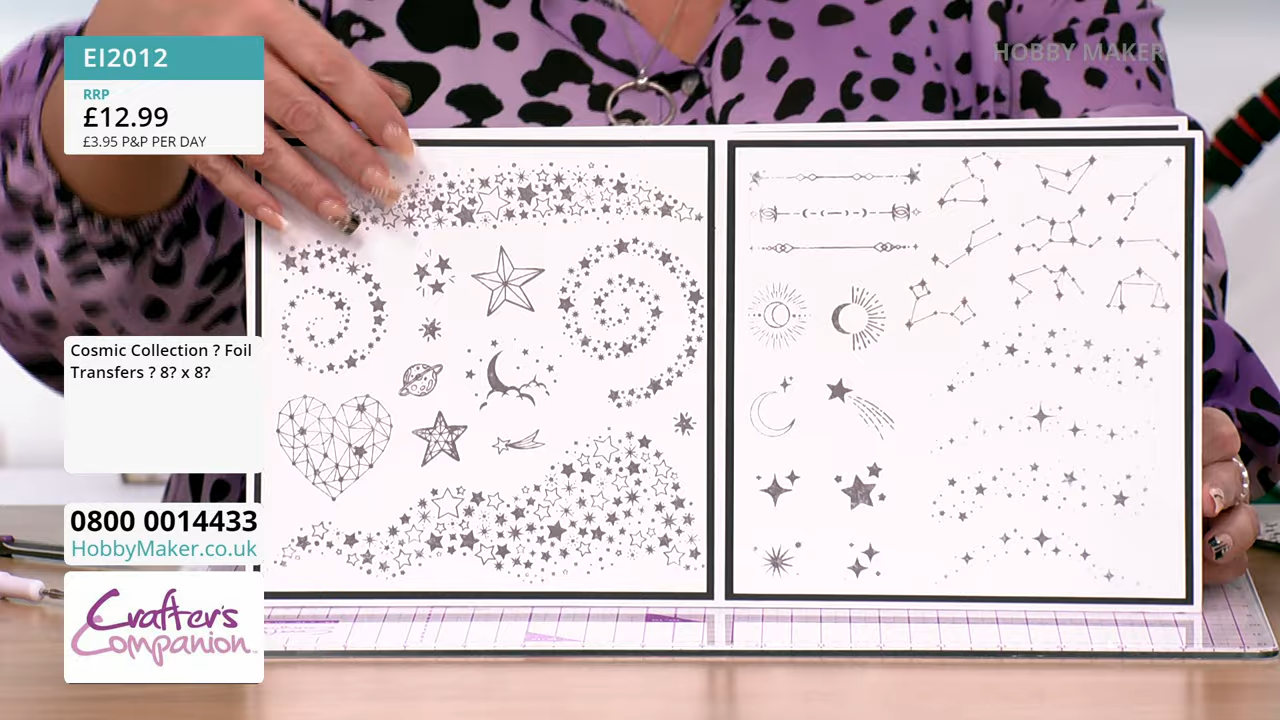 EI2012
RRP
£12.99
£3.95 P&P PER DAY
HOBBY MAKER
Cosmic Collection ? Foil
Transfers ? 8? x 8?
0800 0014433
HobbyMaker.co.uk
Crafter's
Companion